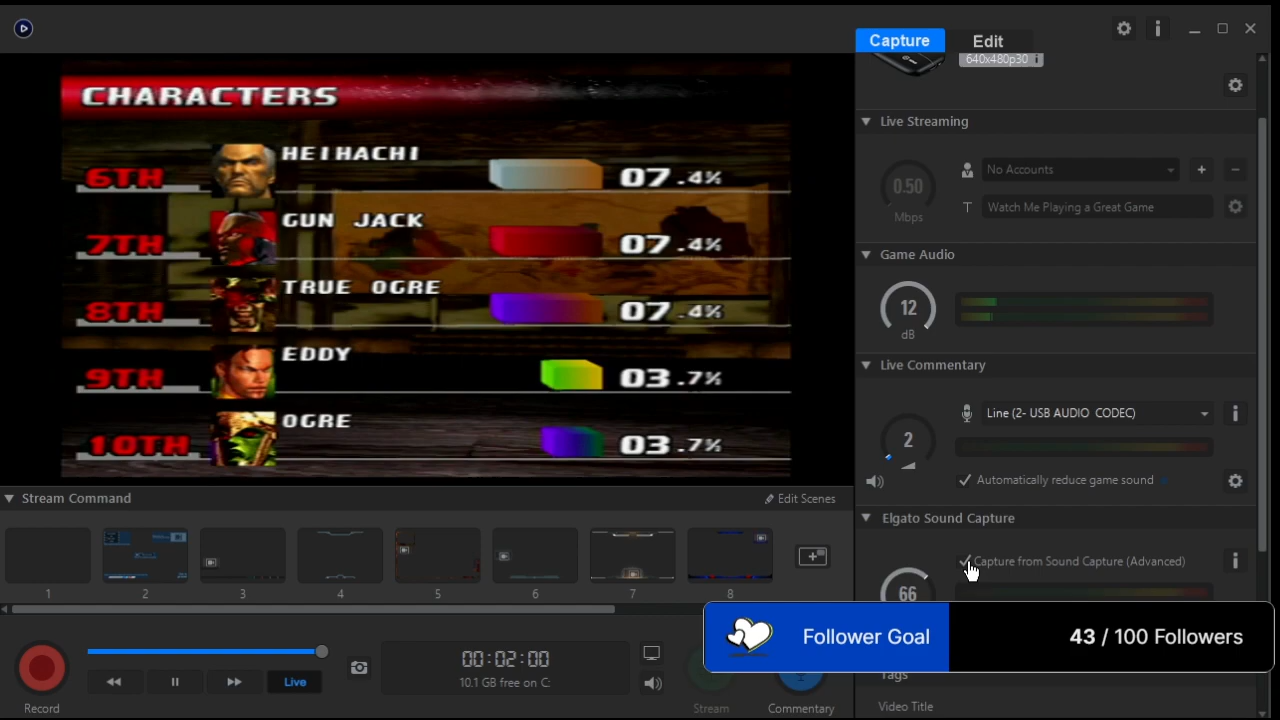 Capture Edit
640x480p30 i
CHARACTERS
6TH HEIHACHI 07.4%
7TH GUN JACK 07.4%
8TH TRUE OGRE 07.4%
9TH EDDY 03.7%
10TH OGRE 03.7%
Live Streaming
0.50
Mbps
No Accounts
T Watch Me Playing a Great Game
Game Audio
12
dB
Live Commentary
Line (2- USB AUDIO CODEC)
2
Automatically reduce game sound
Elgato Sound Capture
Capture from Sound Capture (Advanced)
66
Stream Command
Edit Scenes
1 2 3 4 5 6 7 8
Follower Goal 43 / 100 Followers
00:02:00
10.1 GB free on C:
Live
Record
Stream
Commentary
Tags
Video Title